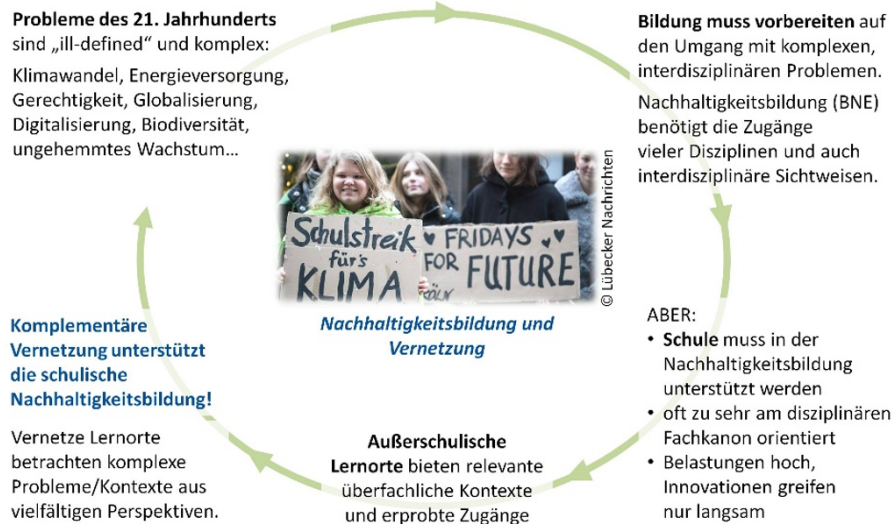 Probleme des 21. Jahrhunderts
sind „ill-defined“ und komplex:
Klimawandel, Energieversorgung,
Gerechtigkeit, Globalisierung,
Digitalisierung, Biodiversität,
ungehemmtes Wachstum…
Bildung muss vorbereiten auf
den Umgang mit komplexen,
interdisziplinären Problemen.
Nachhaltigkeitsbildung (BNE)
benötigt die Zugänge
vieler Disziplinen und auch
interdisziplinäre Sichtweisen.
Schulstreik
für's
KLIMA
FRIDAYS
FOR FUTURE
KÖLN
© Lübecker Nachrichten
Nachhaltigkeitsbildung und
Vernetzung
ABER:
• Schule muss in der
Nachhaltigkeitsbildung
unterstützt werden
• oft zu sehr am disziplinären
Fachkanon orientiert
• Belastungen hoch,
Innovationen greifen
nur langsam
Außerschulische
Lernorte bieten relevante
überfachliche Kontexte
und erprobte Zugänge
Komplementäre
Vernetzung unterstützt
die schulische
Nachhaltigkeitsbildung!
Vernetze Lernorte
betrachten komplexe
Probleme/Kontexte aus
vielfältigen Perspektiven.